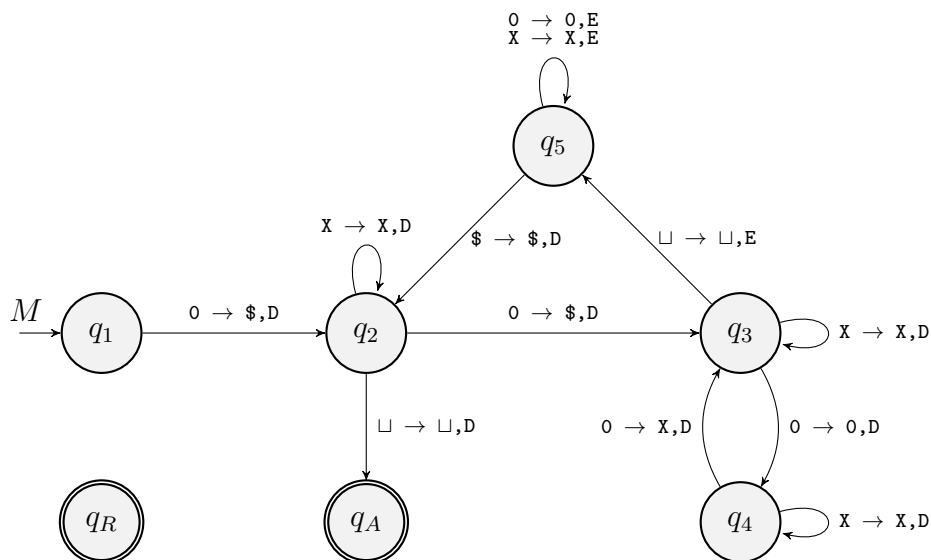 0 → 0,E
X → X,E
q5
X → X,D
$ → $,D
⊔ → ⊔,E
M
q1
0 → $,D
q2
0 → $,D
q3
X → X,D
⊔ → ⊔,D
0 → X,D
0 → 0,D
qR
qA
q4
X → X,D